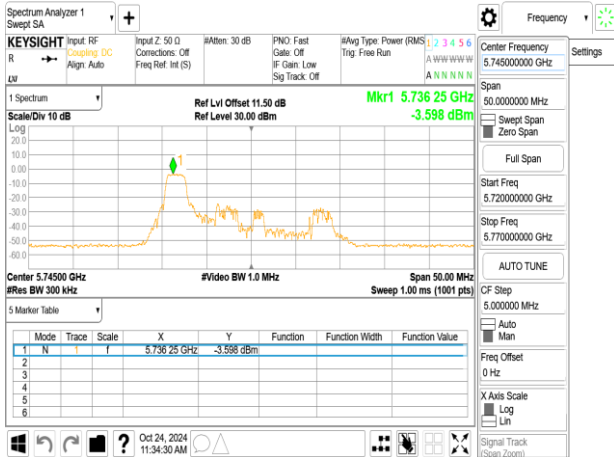 Spectrum Analyzer 1
Swept SA
Frequency
KEYSIGHT
R
LXI
Input: RF
Coupling: DC
Align: Auto
Input Z: 50 Ω
Corrections: Off
Freq Ref: Int (S)
#Atten: 30 dB
PNO: Fast
Gate: Off
IF Gain: Low
Sig Track: Off
#Avg Type: Power (RMS
Trig: Free Run
1 2 3 4 5 6
A W W W W W
A N N N N N
1 Spectrum
Scale/Div 10 dB
Ref Lvl Offset 11.50 dB
Ref Level 30.00 dBm
Mkr1 5.736 25 GHz
-3.598 dBm
Log
20.0
10.0
0.00
-10.0
-20.0
-30.0
-40.0
-50.0
-60.0
1
Center 5.74500 GHz
#Video BW 1.0 MHz
Span 50.00 MHz
#Res BW 300 kHz
Sweep 1.00 ms (1001 pts)
5 Marker Table
Mode Trace Scale X Y Function Function Width Function Value
1 N 1 f 5.736 25 GHz -3.598 dBm
2
3
4
5
6
?
Oct 24, 2024
11:34:30 AM
Center Frequency
5.745000000 GHz
Settings
Span
50.0000000 MHz
Swept Span
Zero Span
Full Span
Start Freq
5.720000000 GHz
Stop Freq
5.770000000 GHz
AUTO TUNE
CF Step
5.000000 MHz
Auto
Man
Freq Offset
0 Hz
X Axis Scale
Log
Lin
Signal Track
(Span Zoom)